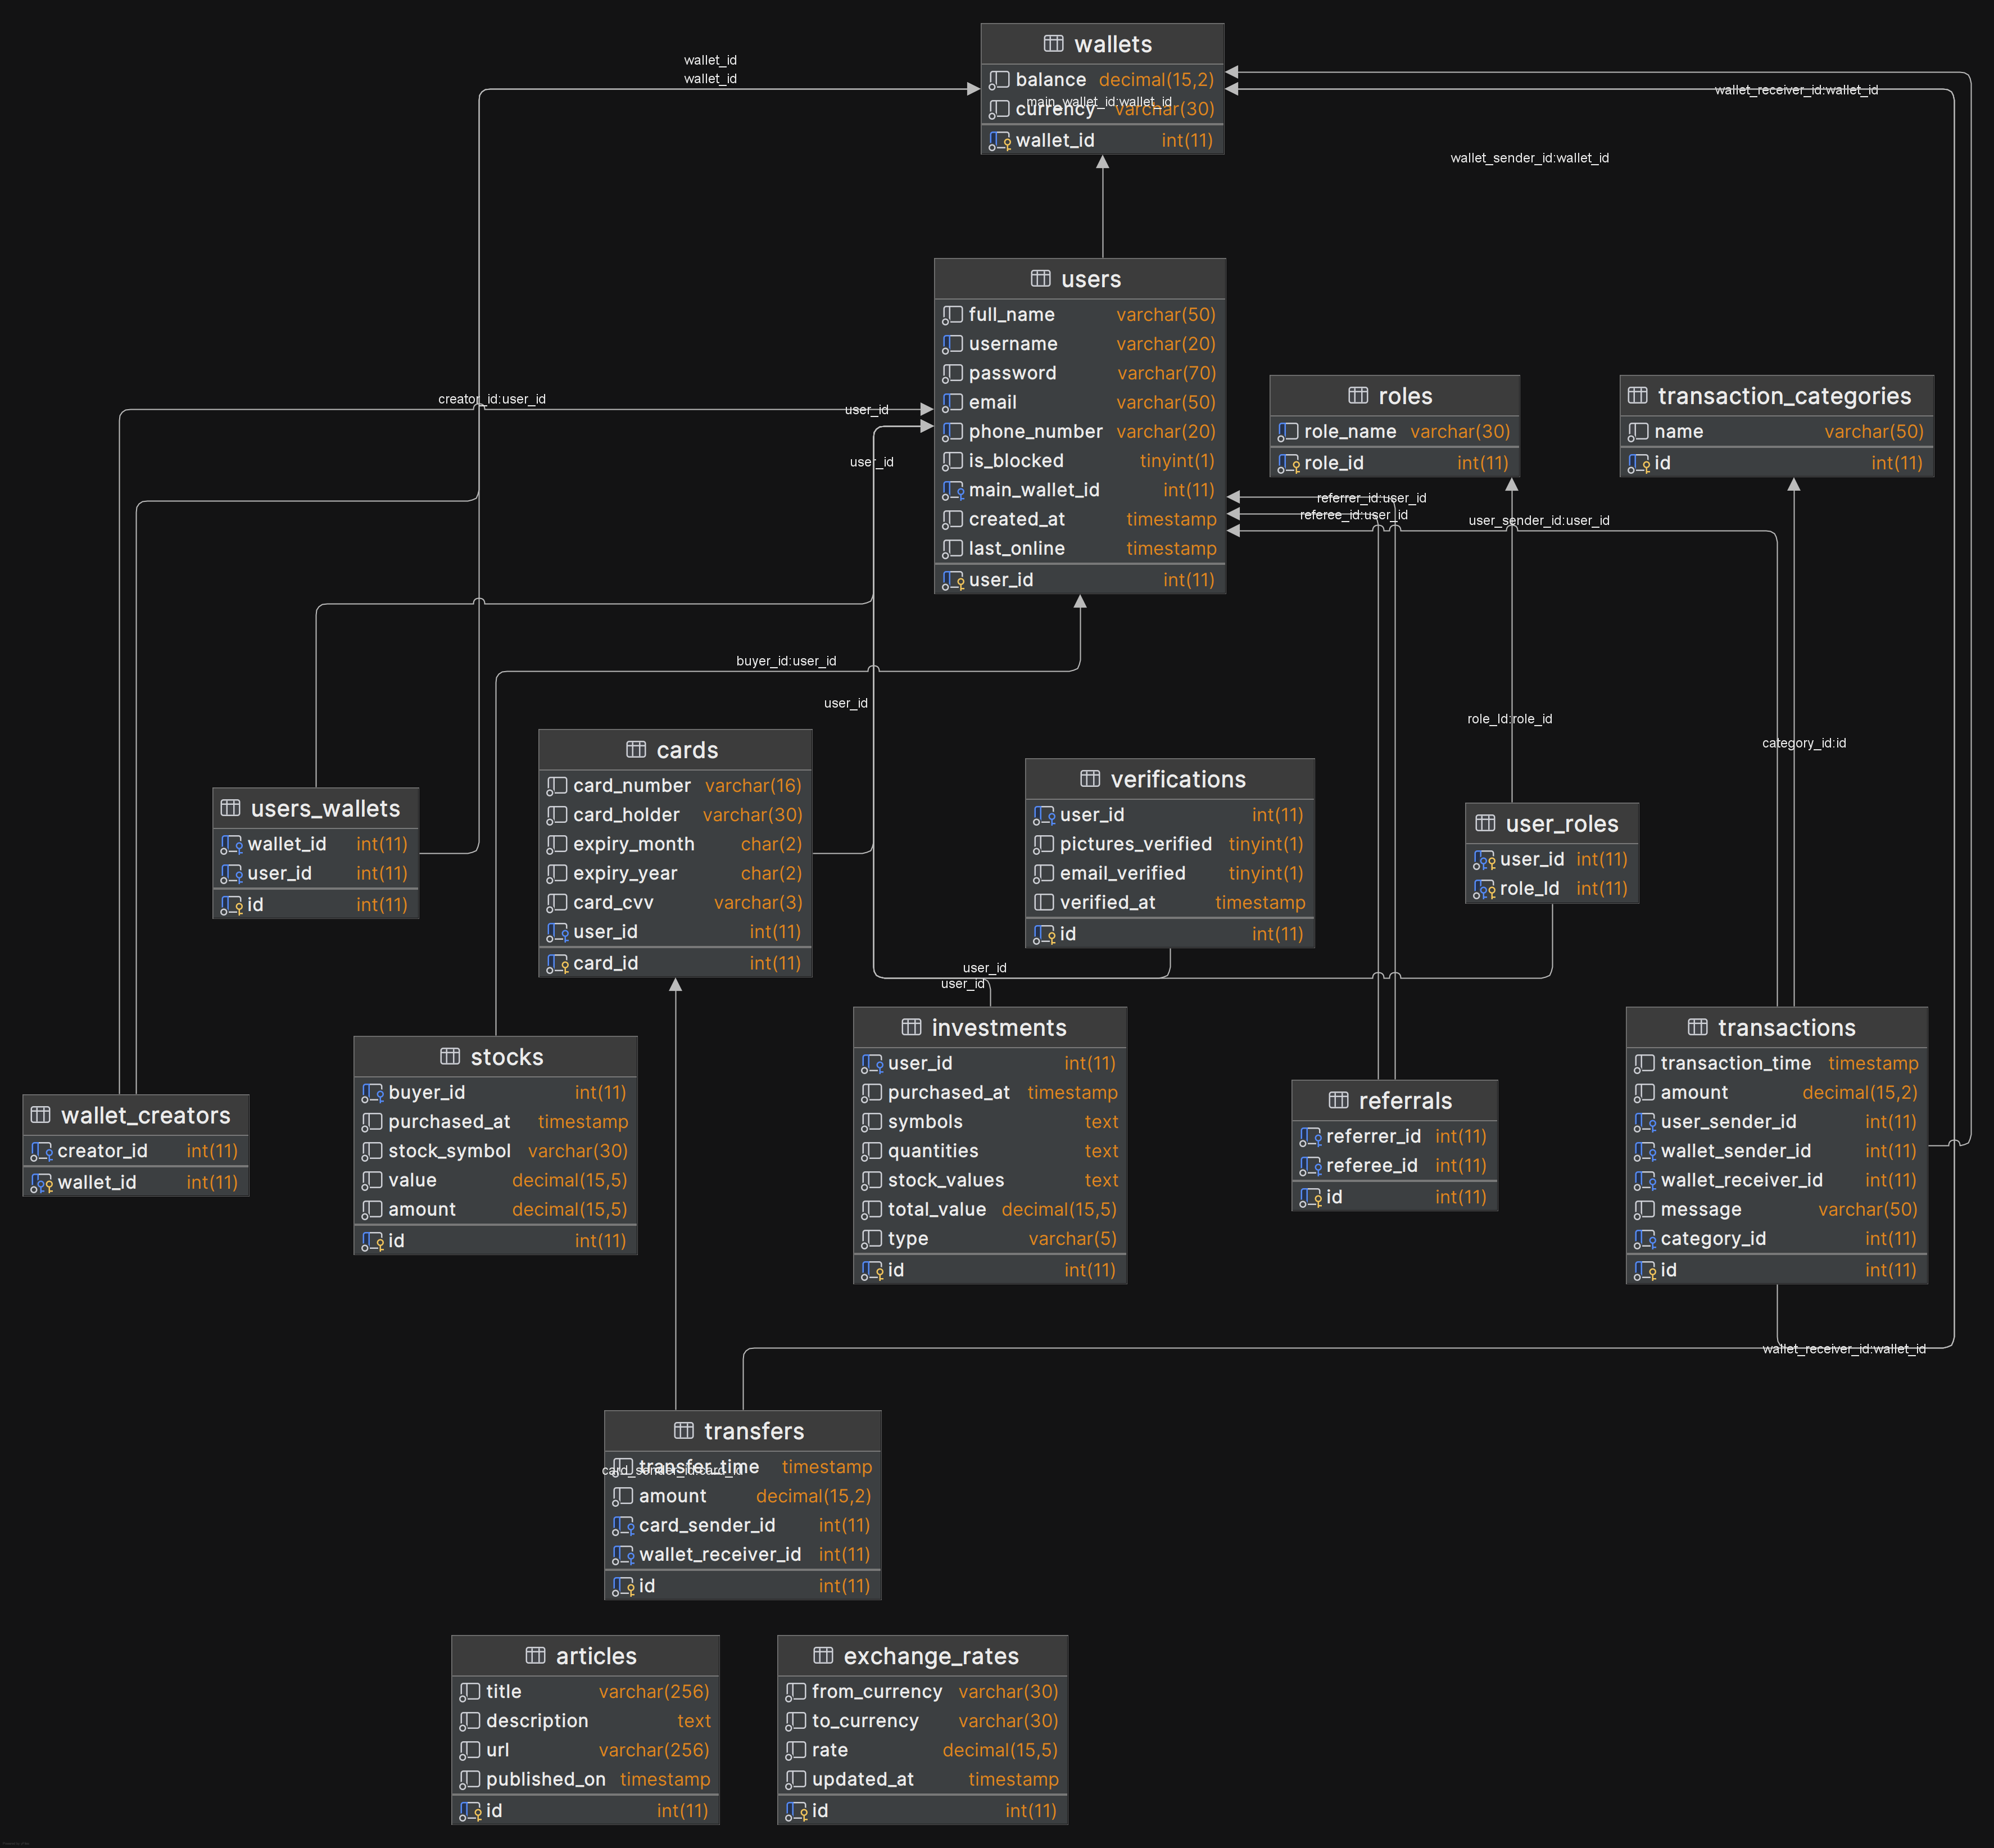 wallets
balance decimal(15,2)
currency varchar(30)
wallet_id int(11)
wallet_id
wallet_id
main_wallet_id:wallet_id
wallet_receiver_id:wallet_id
wallet_sender_id:wallet_id
users
full_name varchar(50)
username varchar(20)
password varchar(70)
email varchar(50)
phone_number varchar(20)
is_blocked tinyint(1)
main_wallet_id int(11)
created_at timestamp
last_online timestamp
user_id int(11)
roles
role_name varchar(30)
role_id int(11)
transaction_categories
name varchar(50)
id int(11)
creator_id:user_id
user_id
user_id
referrer_id:user_id
referee_id:user_id
user_sender_id:user_id
buyer_id:user_id
user_id
role_Id:role_id
category_id:id
users_wallets
wallet_id int(11)
user_id int(11)
id int(11)
cards
card_number varchar(16)
card_holder varchar(30)
expiry_month char(2)
expiry_year char(2)
card_cvv varchar(3)
user_id int(11)
card_id int(11)
verifications
user_id int(11)
pictures_verified tinyint(1)
email_verified tinyint(1)
verified_at timestamp
id int(11)
user_roles
user_id int(11)
role_Id int(11)
user_id
user_id
wallet_creators
creator_id int(11)
wallet_id int(11)
stocks
buyer_id int(11)
purchased_at timestamp
stock_symbol varchar(30)
value decimal(15,5)
amount decimal(15,5)
id int(11)
investments
user_id int(11)
purchased_at timestamp
symbols text
quantities text
stock_values text
total_value decimal(15,5)
type varchar(5)
id int(11)
referrals
referrer_id int(11)
referee_id int(11)
id int(11)
transactions
transaction_time timestamp
amount decimal(15,2)
user_sender_id int(11)
wallet_sender_id int(11)
wallet_receiver_id int(11)
message varchar(50)
category_id int(11)
id int(11)
wallet_receiver_id:wallet_id
transfers
transfer_time timestamp
card_sender_id:card_id
amount decimal(15,2)
card_sender_id int(11)
wallet_receiver_id int(11)
id int(11)
articles
title varchar(256)
description text
url varchar(256)
published_on timestamp
id int(11)
exchange_rates
from_currency varchar(30)
to_currency varchar(30)
rate decimal(15,5)
updated_at timestamp
id int(11)